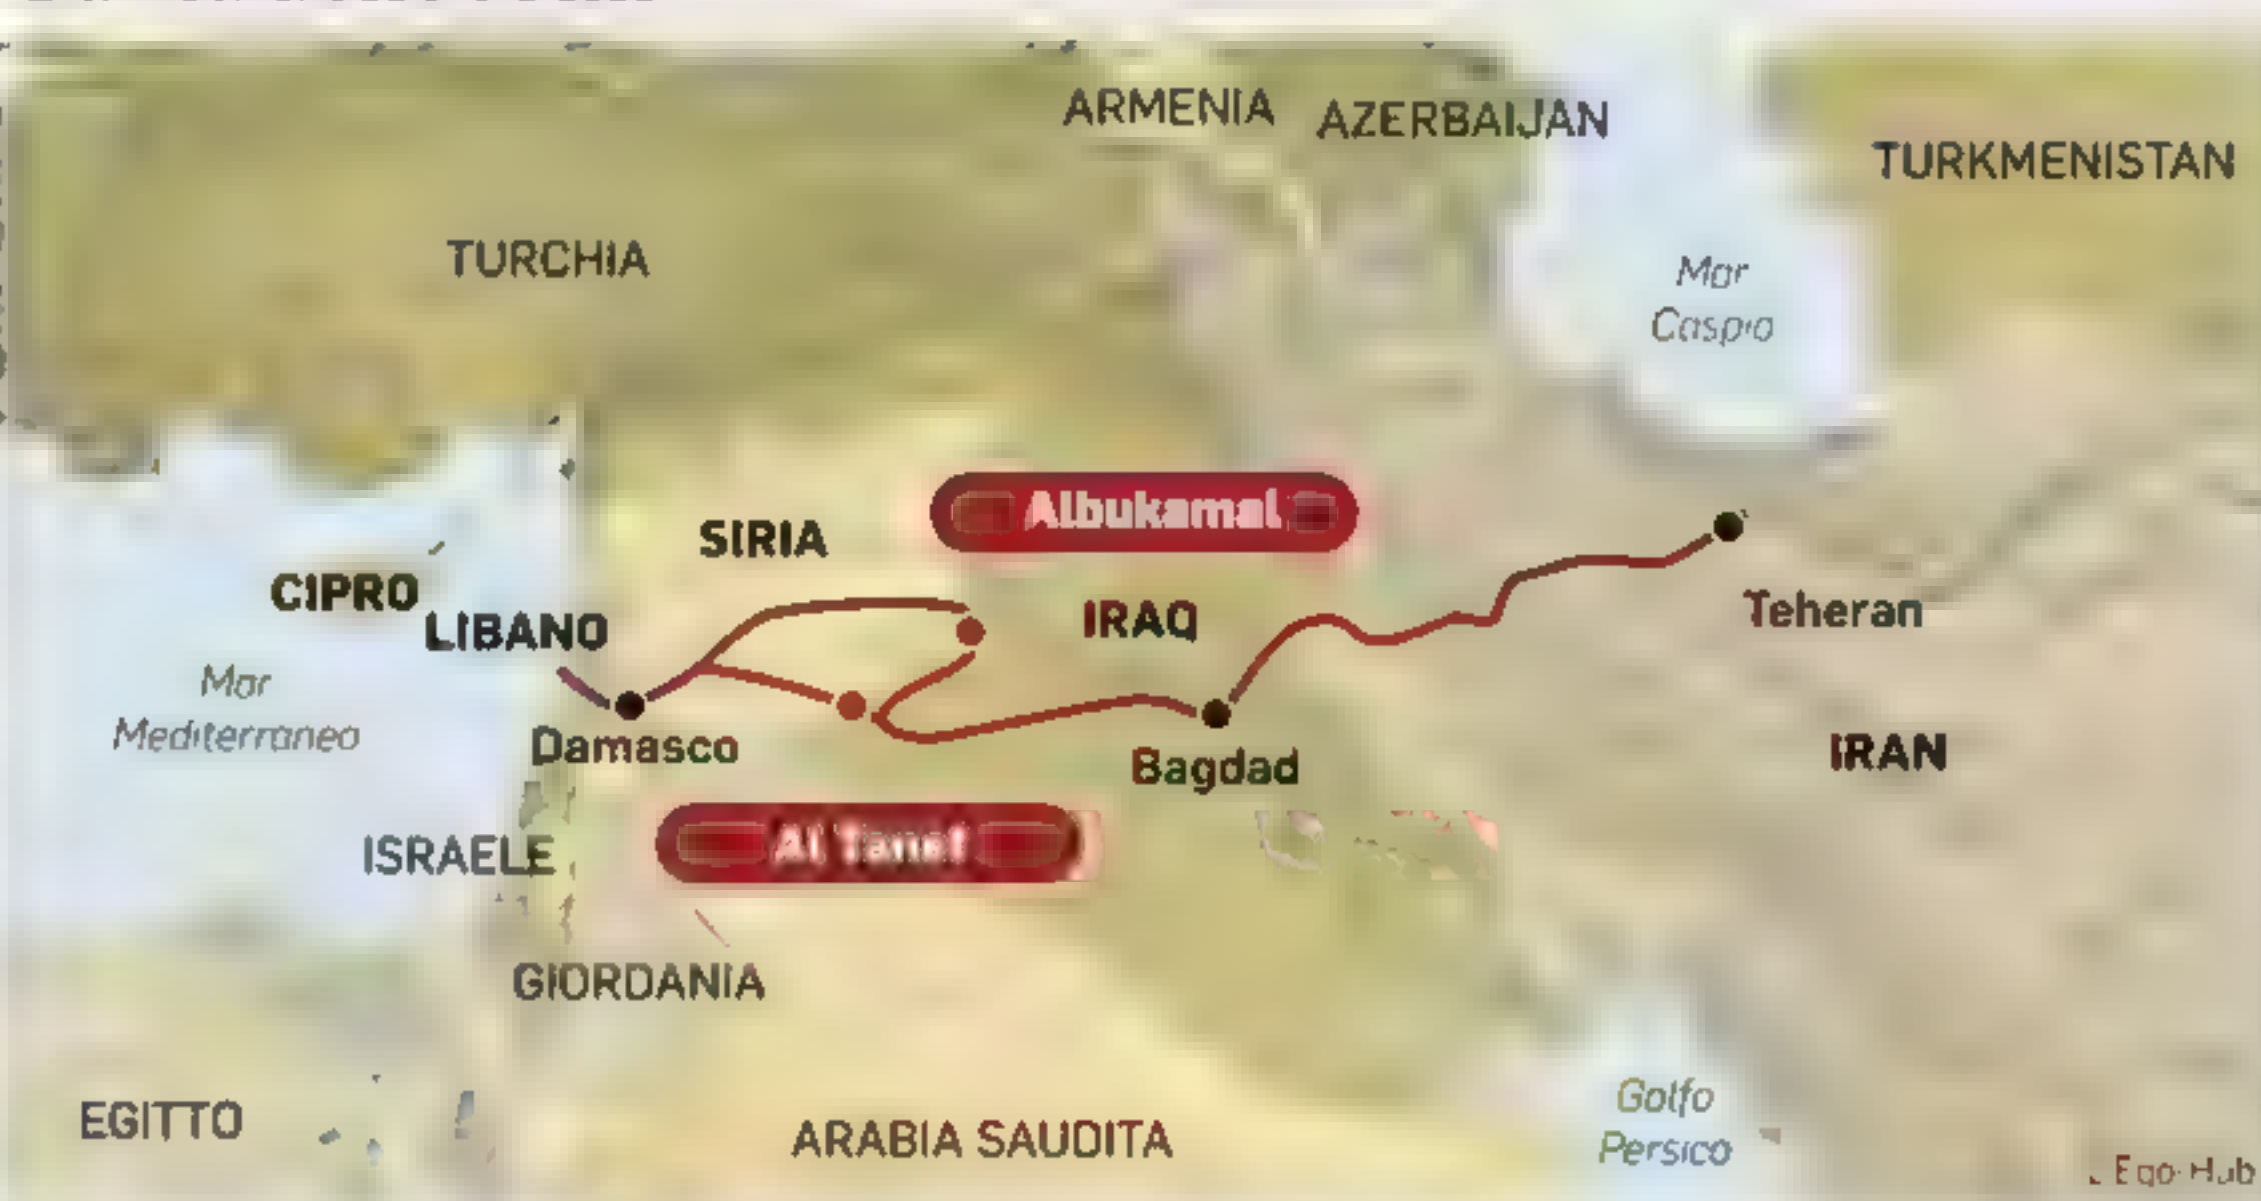 ARMENIA
AZERBAIJAN
TURKMENISTAN
TURCHIA
Mar
Caspio
Albukamal
SIRIA
CIPRO
LIBANO
IRAQ
Teheran
Mar
Mediterraneo
Damasco
Bagdad
IRAN
ISRAELE
Al Tanef
GIORDANIA
EGITTO
ARABIA SAUDITA
Golfo
Persico
Ego-Hub